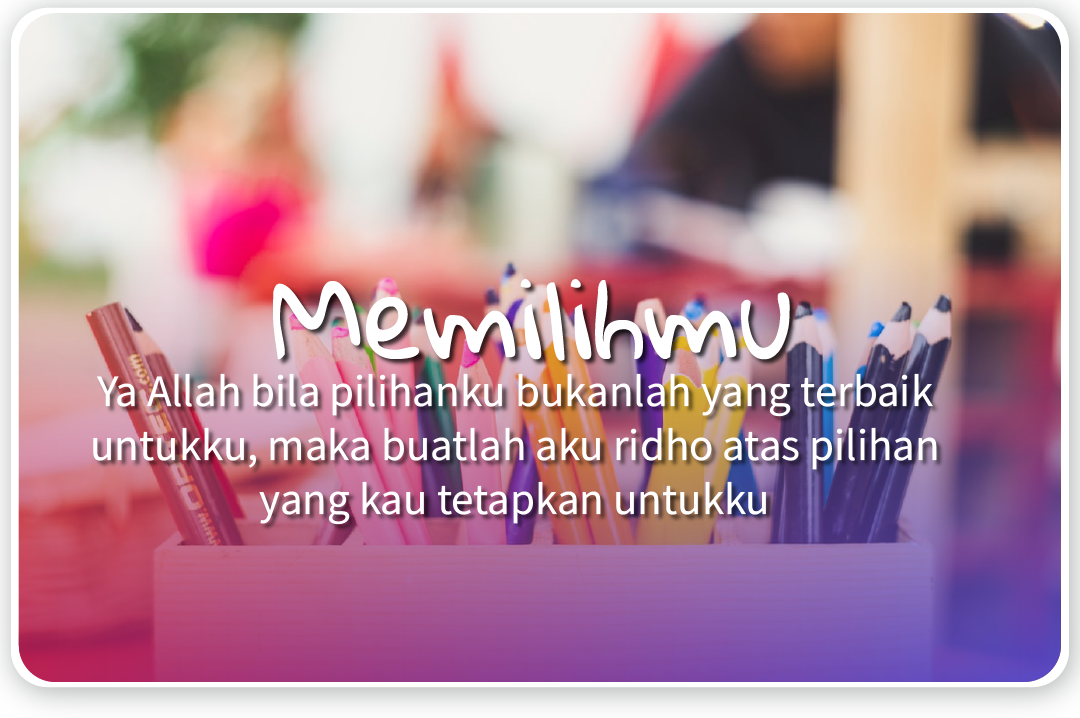 Memilihmu
Ya Allah bila pilihanku bukanlah yang terbaik
untukku, maka buatlah aku ridho atas pilihan
yang kau tetapkan untukku